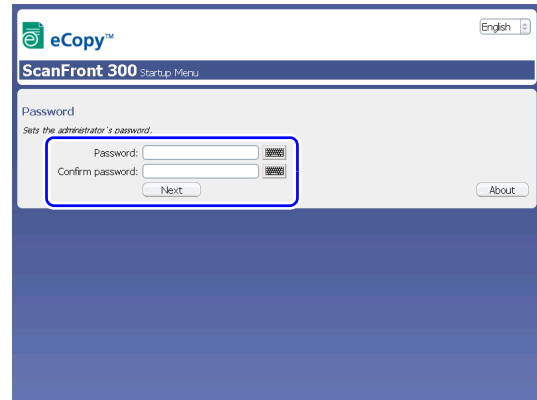 English
eCopy™
ScanFront 300 Startup Menu
Password
Sets the administrator's password.
Password:
Confirm password:
Next
About